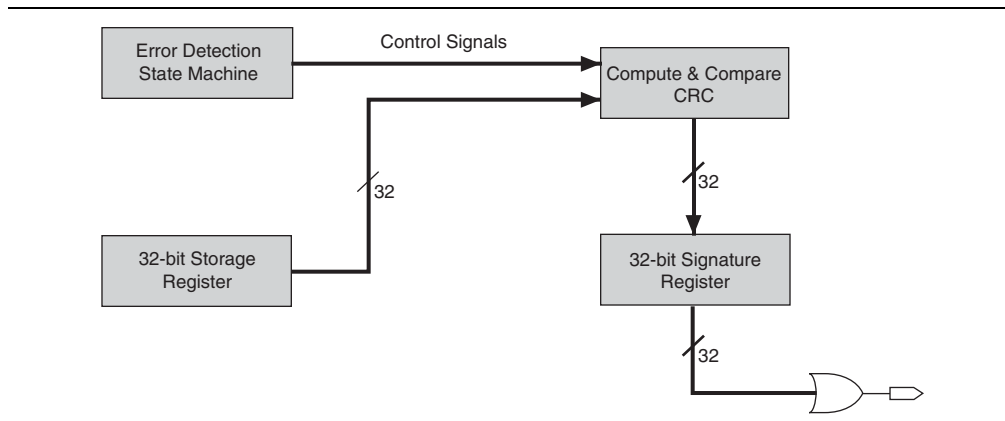 Error Detection
State Machine
Control Signals
Compute & Compare
CRC
32
32
32-bit Storage
Register
32-bit Signature
Register
32